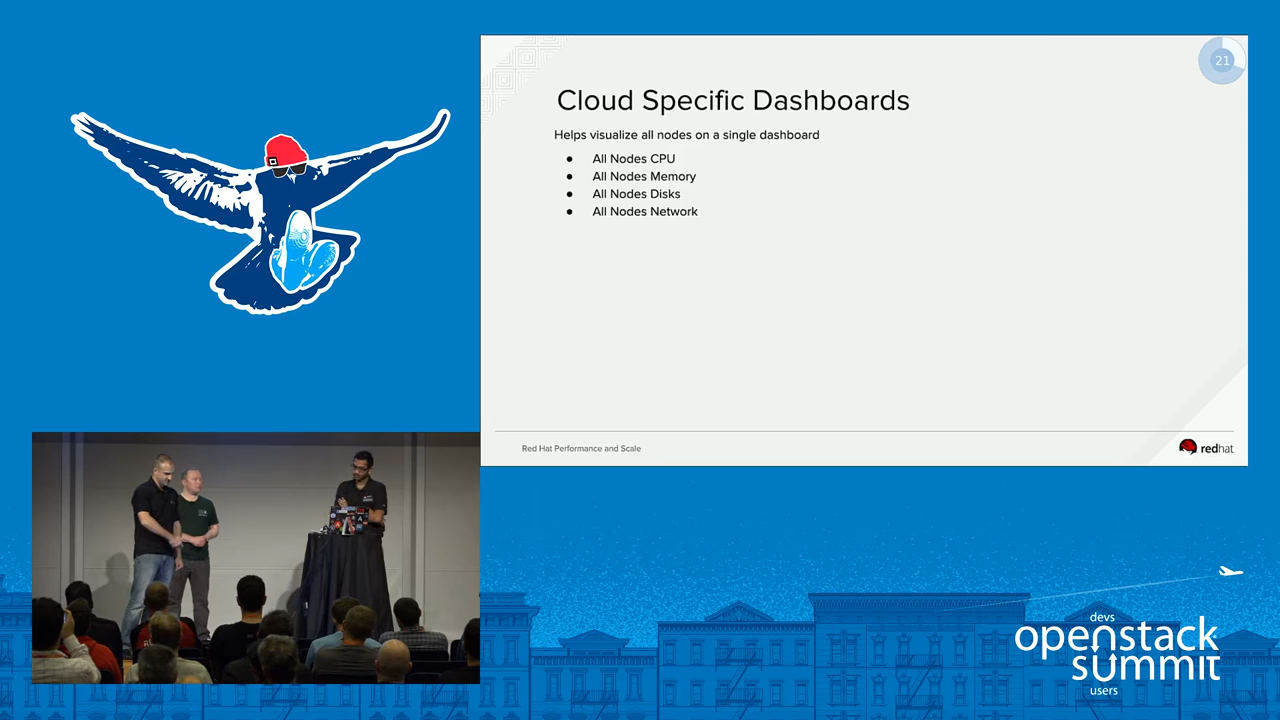 21
Cloud Specific Dashboards
Helps visualize all nodes on a single dashboard
● All Nodes CPU
● All Nodes Memory
● All Nodes Disks
● All Nodes Network
Red Hat Performance and Scale
redhat
devs
openstack
summit
users